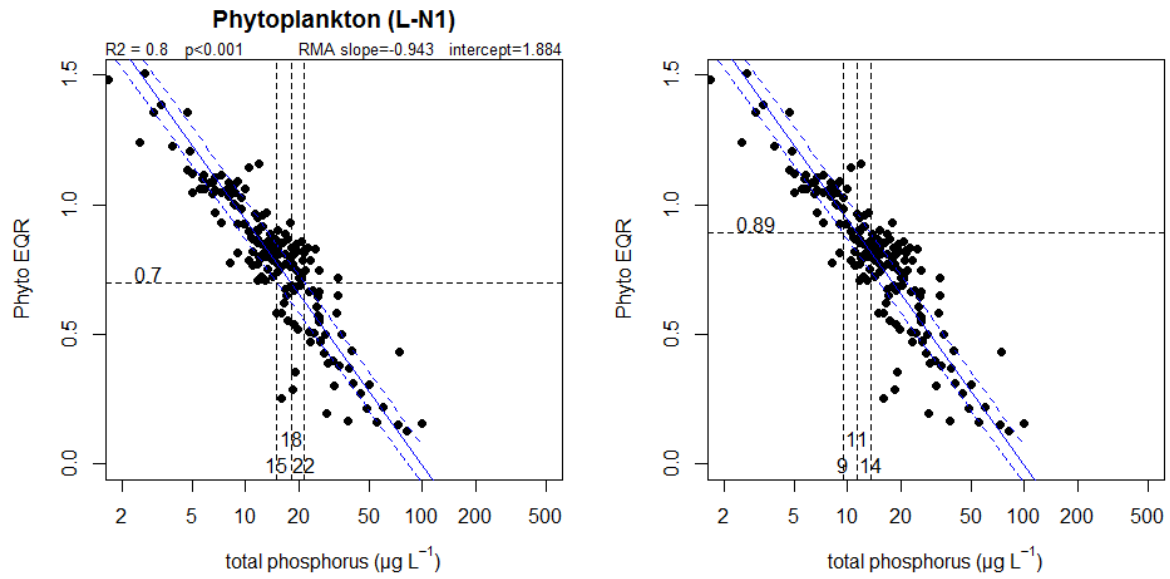 Phytoplankton (L-N1)
R2 = 0.8 p<0.001 RMA slope=-0.943 intercept=1.884
1.5
1.0
0.5
0.0
Phyto EQR
0.7
18
15 22
2 5 10 20 50 100 500
total phosphorus (µg L⁻¹)
1.5
1.0
0.5
0.0
Phyto EQR
0.89
11
9 14
2 5 10 20 50 100 500
total phosphorus (µg L⁻¹)